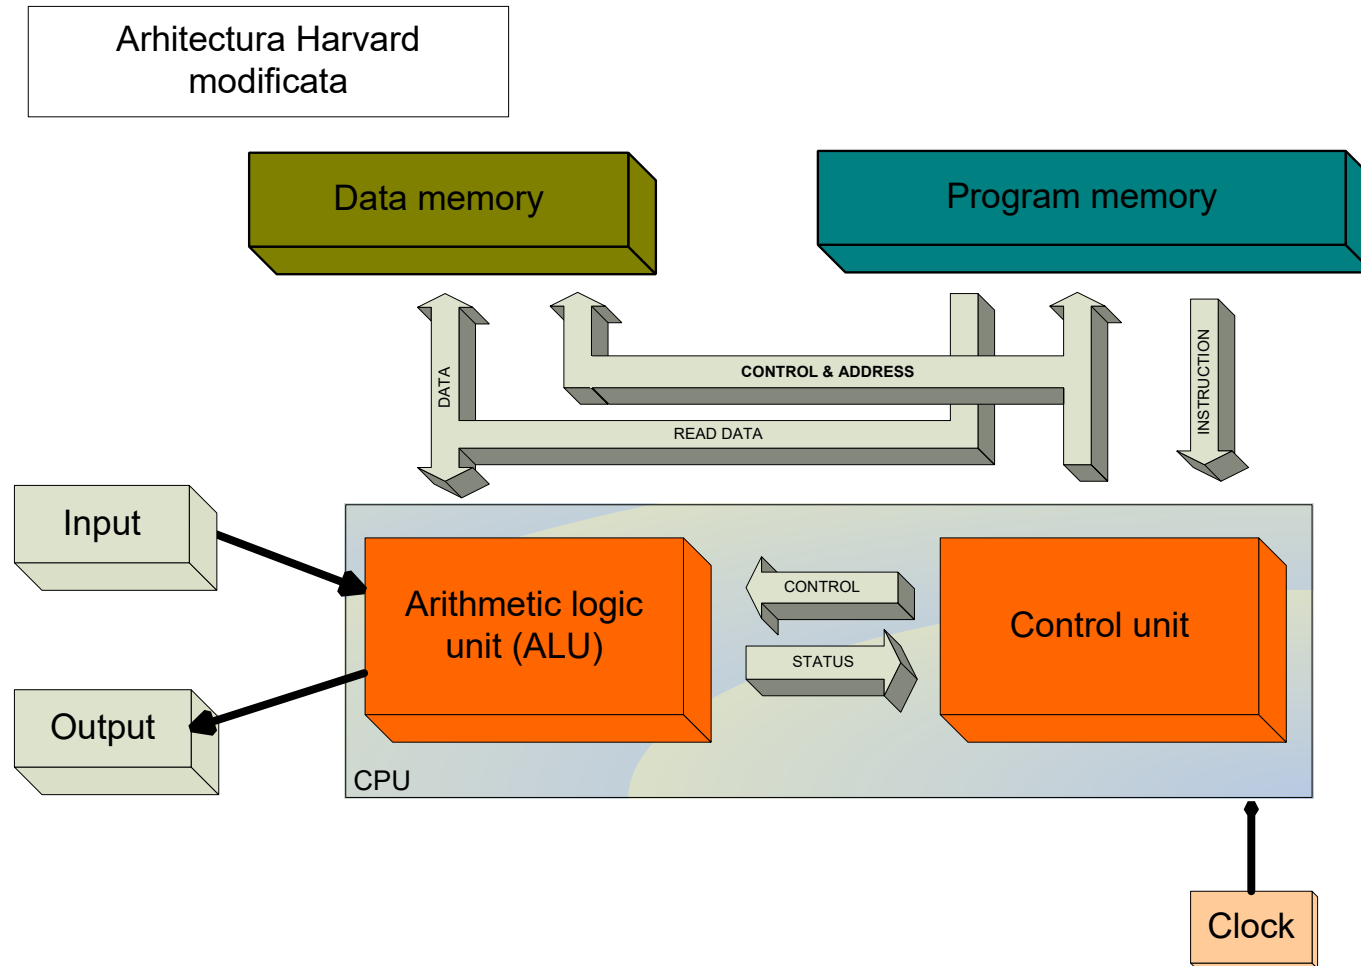 Arhitectura Harvard
modificata
Data memory
Program memory
DATA
CONTROL & ADDRESS
READ DATA
INSTRUCTION
Input
Arithmetic logic
unit (ALU)
CONTROL
STATUS
Control unit
Output
CPU
Clock